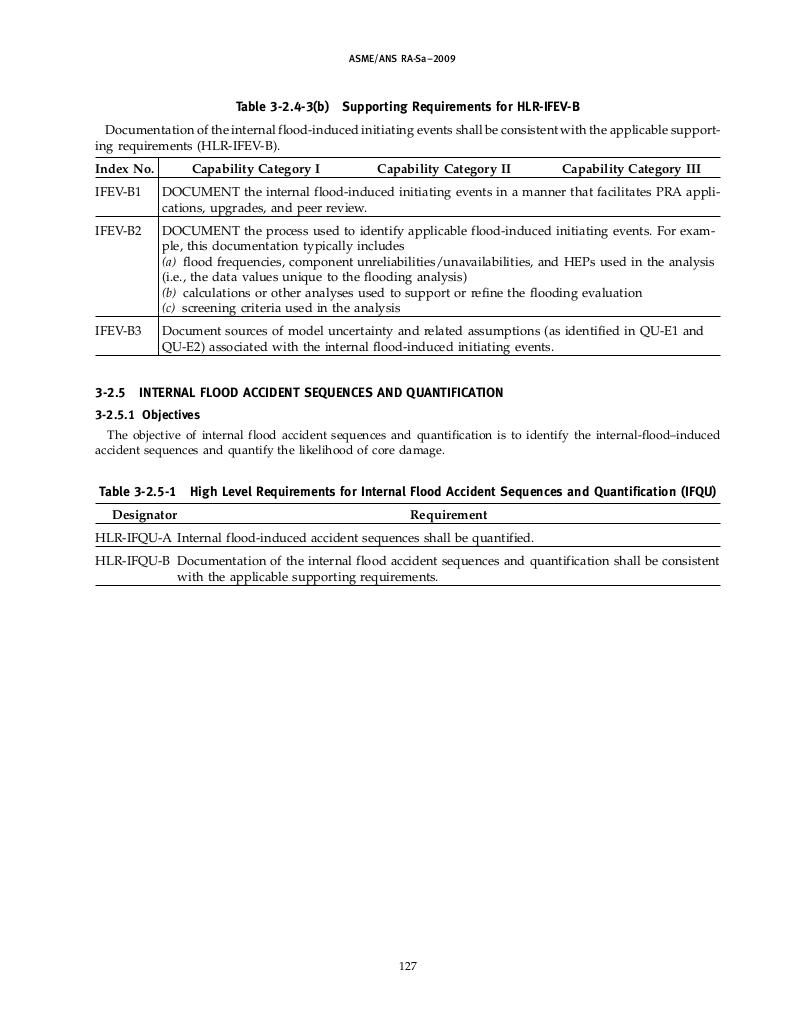 ASME/ANS RA-Sa–2009
Table 3-2.4-3(b) Supporting Requirements for HLR-IFEV-B
Documentation of the internal flood-induced initiating events shall be consistent with the applicable support-
ing requirements (HLR-IFEV-B).
Index No. Capability Category I Capability Category II Capability Category III
IFEV-B1 DOCUMENT the internal flood-induced initiating events in a manner that facilitates PRA appli-
cations, upgrades, and peer review.
IFEV-B2 DOCUMENT the process used to identify applicable flood-induced initiating events. For exam-
ple, this documentation typically includes
(a) flood frequencies, component unreliabilities/unavailabilities, and HEPs used in the analysis
(i.e., the data values unique to the flooding analysis)
(b) calculations or other analyses used to support or refine the flooding evaluation
(c) screening criteria used in the analysis
IFEV-B3 Document sources of model uncertainty and related assumptions (as identified in QU-E1 and
QU-E2) associated with the internal flood-induced initiating events.
3-2.5 INTERNAL FLOOD ACCIDENT SEQUENCES AND QUANTIFICATION
3-2.5.1 Objectives
The objective of internal flood accident sequences and quantification is to identify the internal-flood–induced
accident sequences and quantify the likelihood of core damage.
Table 3-2.5-1 High Level Requirements for Internal Flood Accident Sequences and Quantification (IFQU)
Designator Requirement
HLR-IFQU-A Internal flood-induced accident sequences shall be quantified.
HLR-IFQU-B Documentation of the internal flood accident sequences and quantification shall be consistent
with the applicable supporting requirements.
127